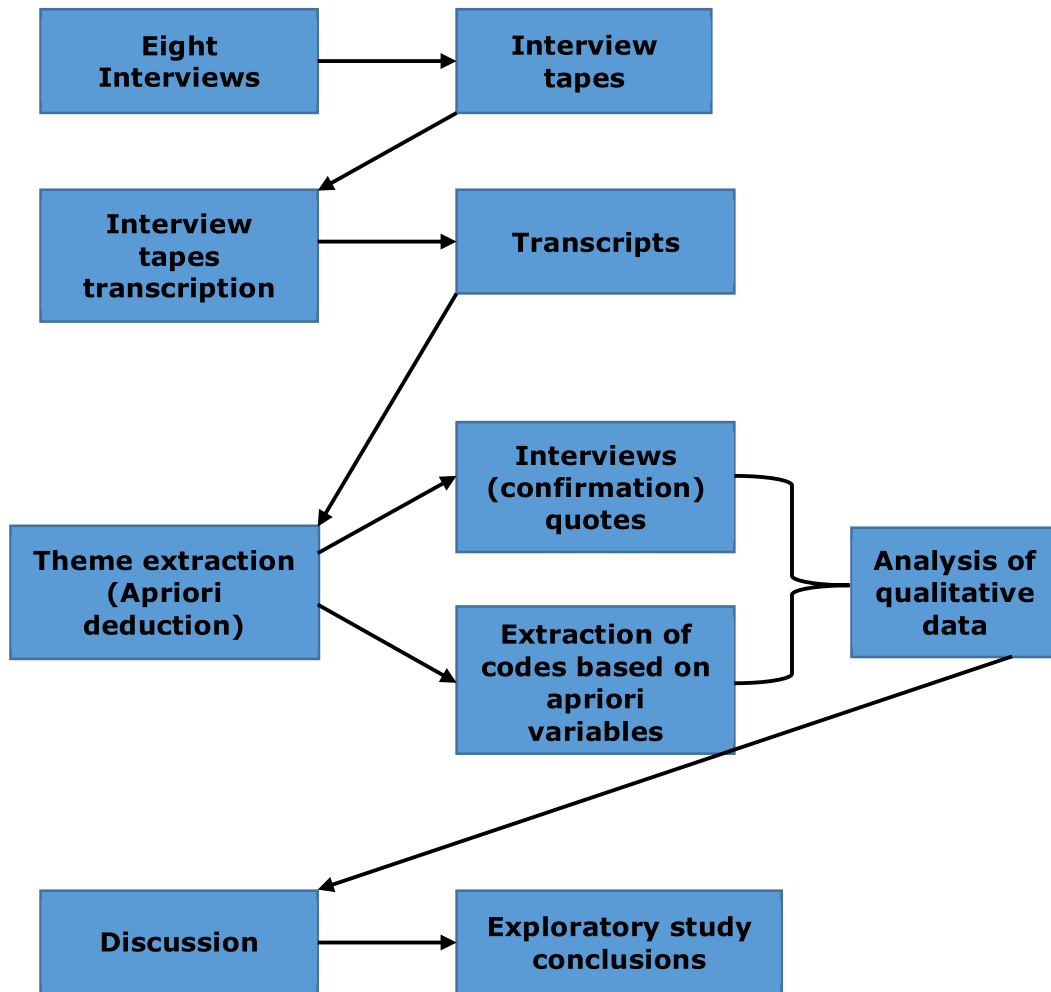 Eight
Interviews
Interview
tapes
Interview
tapes
transcription
Transcripts
Interviews
(confirmation)
quotes
Theme extraction
(Apriori
deduction)
Analysis of
qualitative
data
Extraction of
codes based on
apriori
variables
Discussion
Exploratory study
conclusions